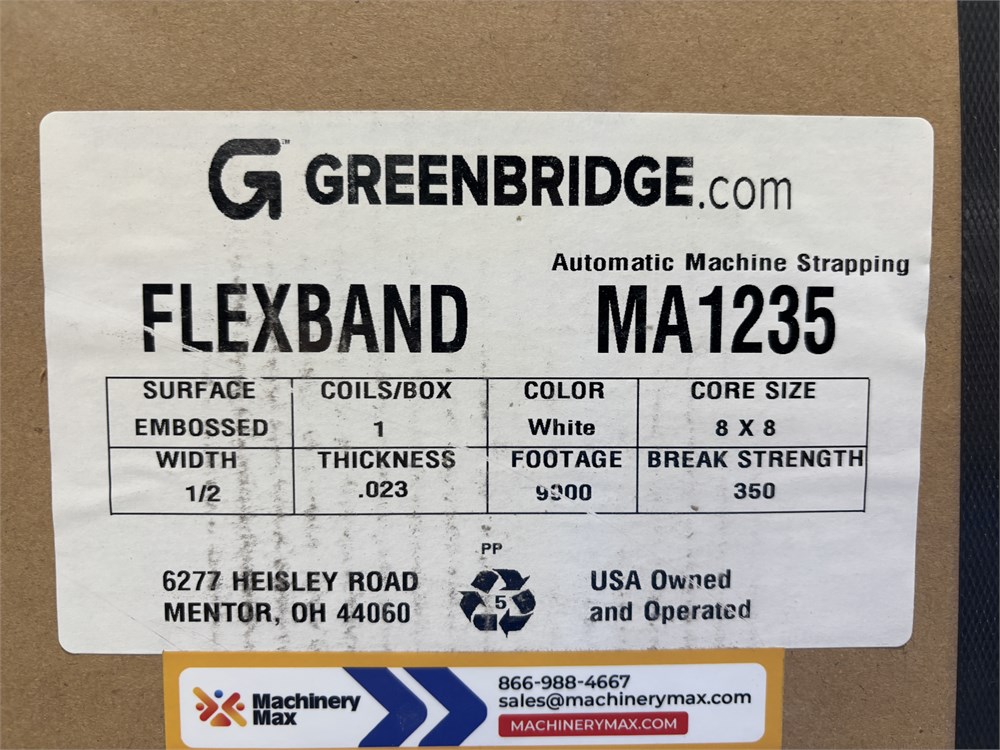 G™ GREENBRIDGE.com
Automatic Machine Strapping
FLEXBAND MA1235
SURFACE COILS/BOX COLOR CORE SIZE
EMBOSSED 1 White 8 X 8
WIDTH THICKNESS FOOTAGE BREAK STRENGTH
1/2 .023 9900 350
PP
6277 HEISLEY ROAD 5 USA Owned
MENTOR, OH 44060 and Operated
Machinery
Max
866-988-4667
sales@machinerymax.com
MACHINERYMAX.COM